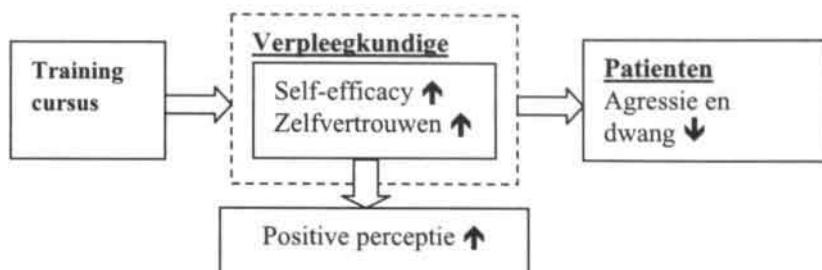 Training
cursus
Verpleegkundige
Self-efficacy ↑
Zelfvertrouwen ↑
Positive perceptie ↑
Patienten
Agressie en
dwang ↓